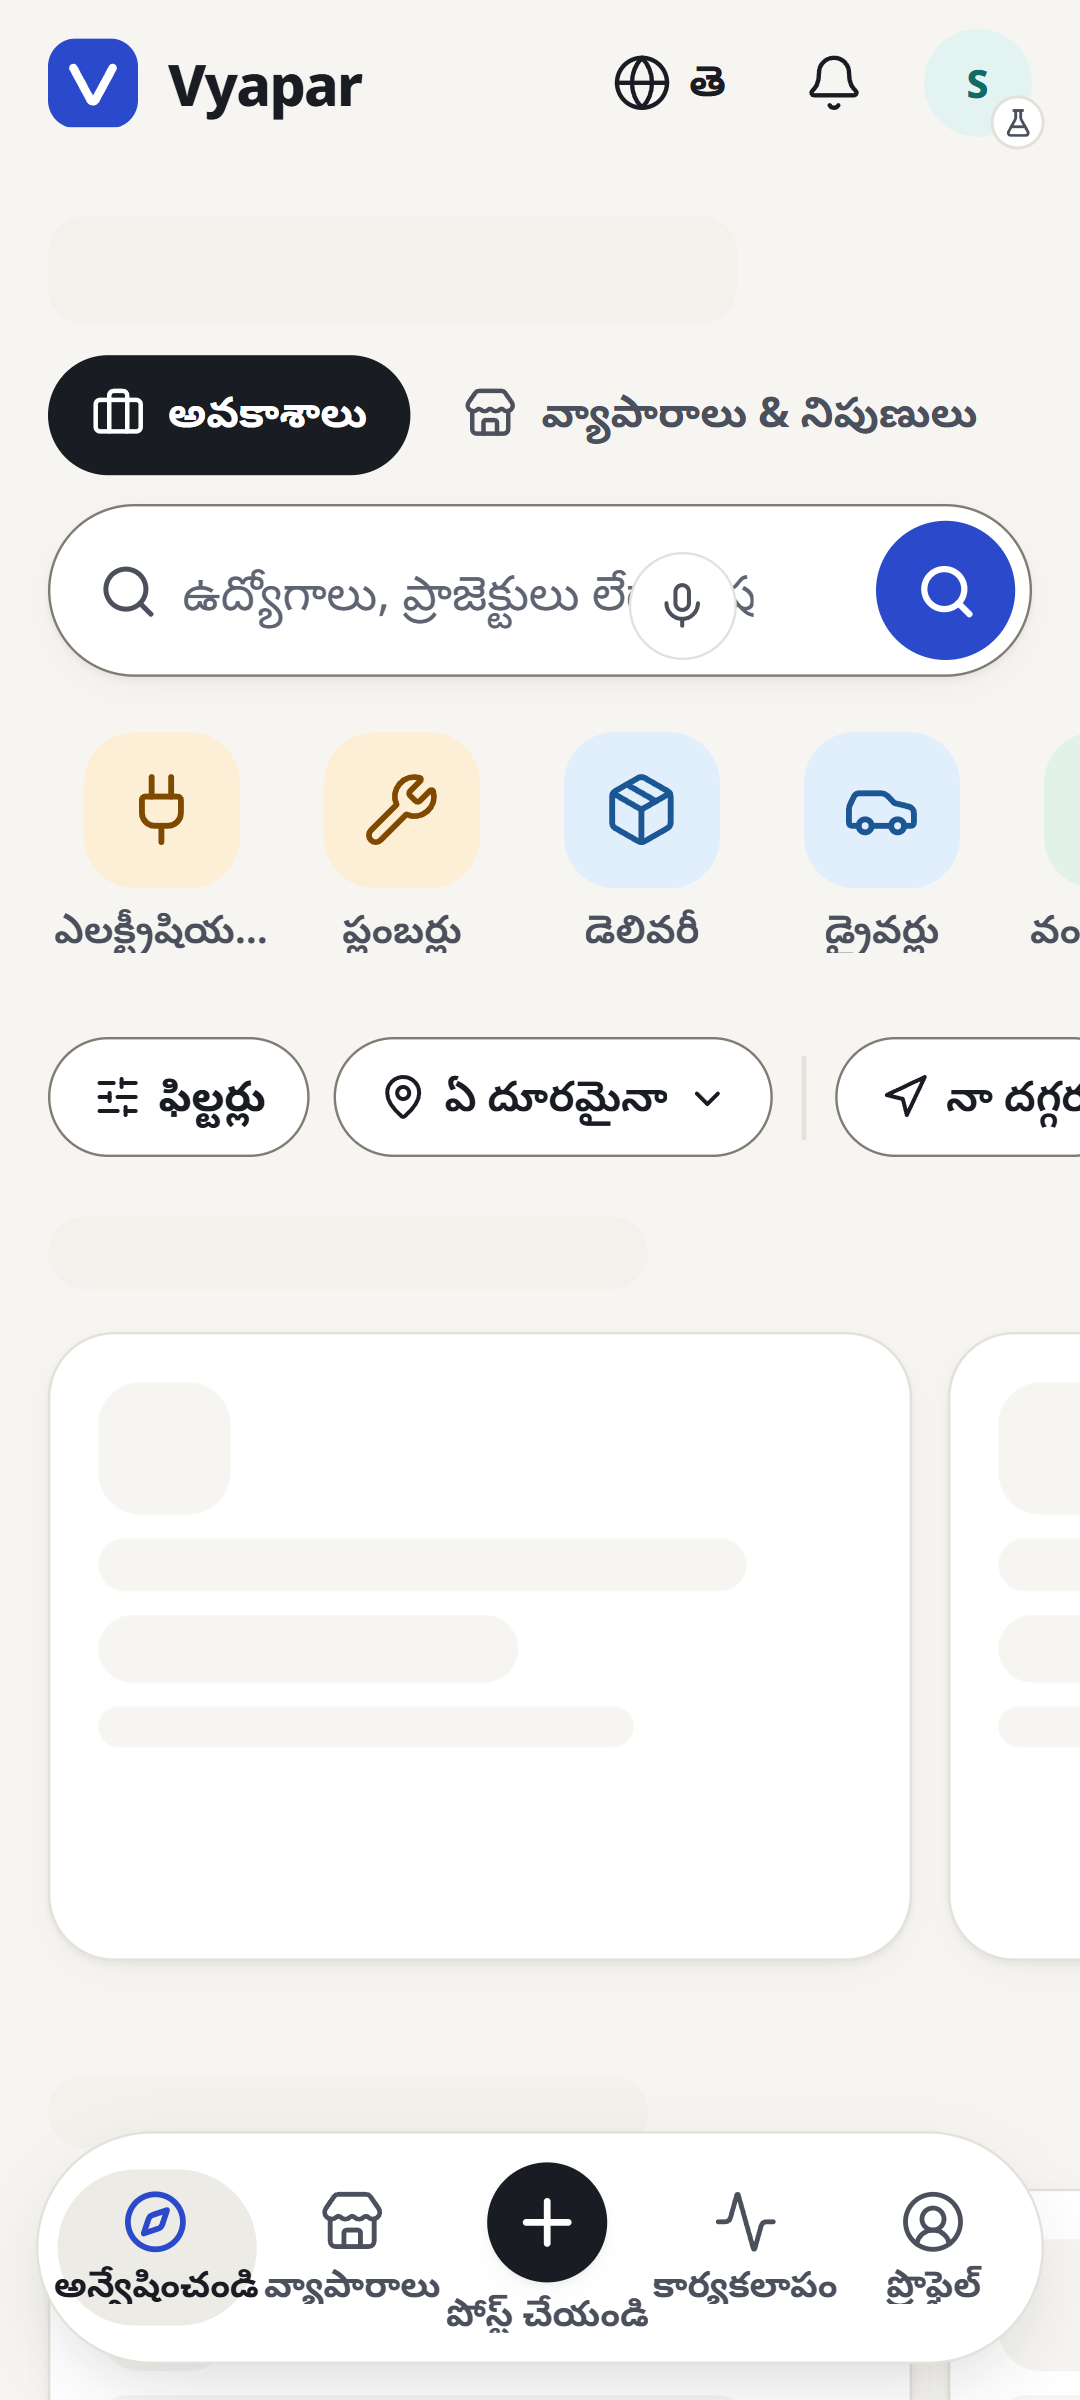 Vyapar
తె
S
అవకాశాలు
వ్యాపారాలు & నిపుణులు
ఉద్యోగాలు, ప్రాజెక్టులు
ఎలక్ట్రీషియ...
ప్లంబర్లు
డెలివరీ
డ్రైవర్లు
ఫిల్టర్లు
ఏ దూరమైనా
నా దగ్గర
అన్వేషించండి
వ్యాపారాలు
పోస్ట్ చేయండి
కార్యకలాపం
ప్రొఫైల్